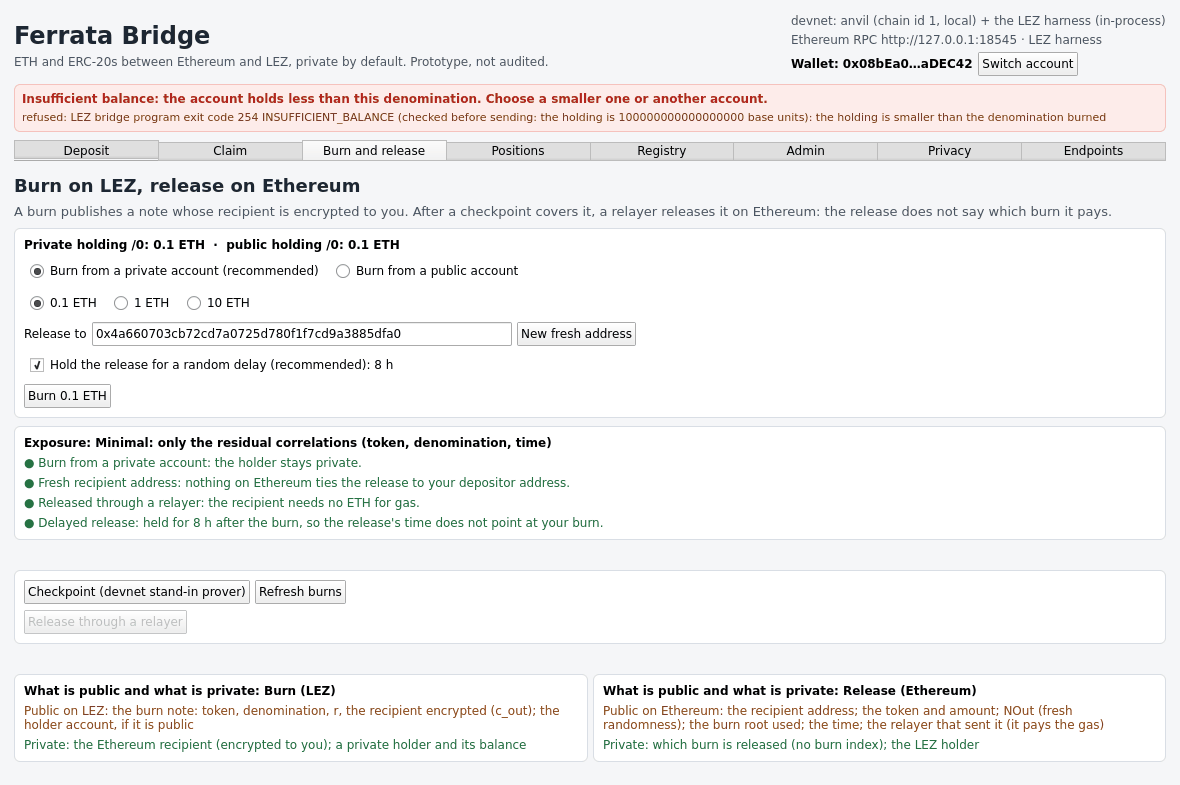 Ferrata Bridge
ETH and ERC-20s between Ethereum and LEZ, private by default. Prototype, not audited.
devnet: anvil (chain id 1, local) + the LEZ harness (in-process)
Ethereum RPC http://127.0.0.1:18545 · LEZ harness
Wallet: 0x08bEa0…aDEC42 Switch account
Insufficient balance: the account holds less than this denomination. Choose a smaller one or another account.
refused: LEZ bridge program exit code 254 INSUFFICIENT_BALANCE (checked before sending: the holding is 100000000000000000 base units): the holding is smaller than the denomination burned
Deposit Claim Burn and release Positions Registry Admin Privacy Endpoints
Burn on LEZ, release on Ethereum
A burn publishes a note whose recipient is encrypted to you. After a checkpoint covers it, a relayer releases it on Ethereum: the release does not say which burn it pays.
Private holding /0: 0.1 ETH · public holding /0: 0.1 ETH
Burn from a private account (recommended) Burn from a public account
0.1 ETH 1 ETH 10 ETH
Release to 0x4a660703cb72cd7a0725d780f1f7cd9a3885dfa0 New fresh address
Hold the release for a random delay (recommended): 8 h
Burn 0.1 ETH
Exposure: Minimal: only the residual correlations (token, denomination, time)
● Burn from a private account: the holder stays private.
● Fresh recipient address: nothing on Ethereum ties the release to your depositor address.
● Released through a relayer: the recipient needs no ETH for gas.
● Delayed release: held for 8 h after the burn, so the release's time does not point at your burn.
Checkpoint (devnet stand-in prover) Refresh burns
Release through a relayer
What is public and what is private: Burn (LEZ)
Public on LEZ: the burn note: token, denomination, r, the recipient encrypted (c_out); the
holder account, if it is public
Private: the Ethereum recipient (encrypted to you); a private holder and its balance
What is public and what is private: Release (Ethereum)
Public on Ethereum: the recipient address; the token and amount; NOut (fresh
randomness); the burn root used; the time; the relayer that sent it (it pays the gas)
Private: which burn is released (no burn index); the LEZ holder